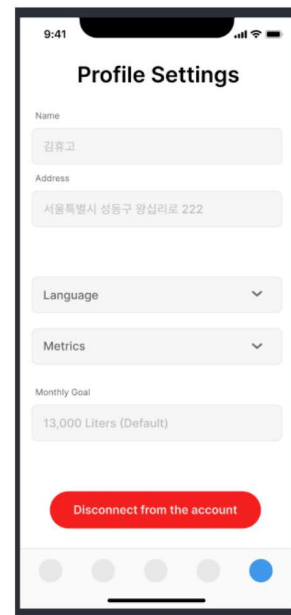 9:41
Profile Settings
Name
김휴고
Address
서울특별시 성동구 왕십리로 222
Language
Metrics
Monthly Goal
13,000 Liters (Default)
Disconnect from the account